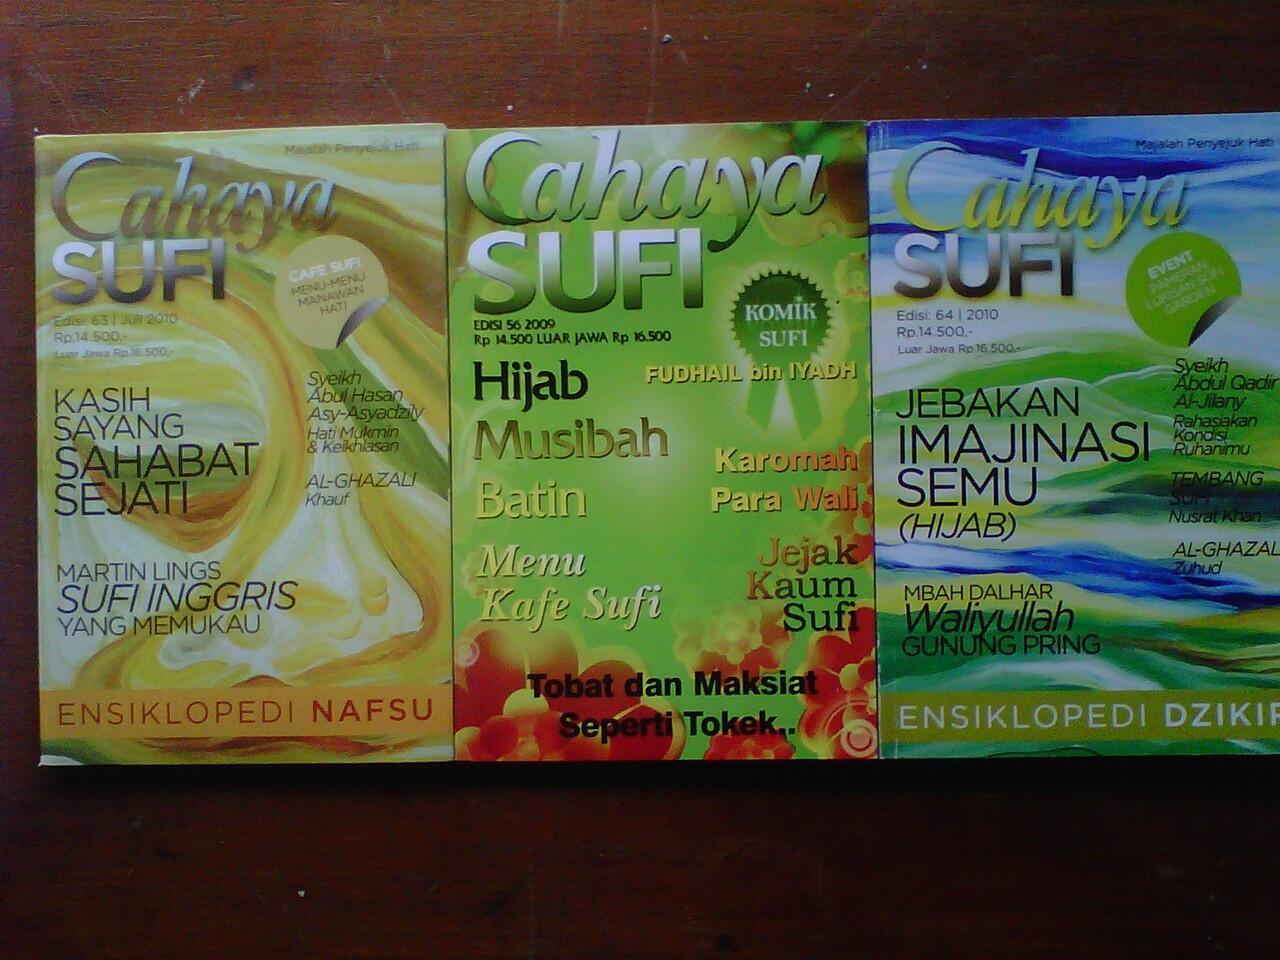 Majalah Penyejuk Hati
Cahaya
SUFI
CAFE SUFI
MENU-MENU
MANAWAN
HATI
Edisi: 63 | Juli 2010
Rp.14.500,-
Luar Jawa Rp.16.500,-
KASIH
SAYANG
SAHABAT
SEJATI
Syeikh
Abul Hasan
Asy-Asyadzily
Hati Mukmin
& Keikhlasan
AL-GHAZALI
Khauf
MARTIN LINGS
SUFI INGGRIS
YANG MEMUKAU
ENSIKLOPEDI NAFSU
Cahaya
SUFI
EDISI 56 2009
Rp 14.500 LUAR JAWA Rp 16.500
KOMIK
SUFI
FUDHAIL bin IYADH
Hijab
Musibah
Batin
Karomah
Para Wali
Menu
Kafe Sufi
Jejak
Kaum
Sufi
Tobat dan Maksiat
Seperti Tokek..
Majalah Penyejuk Hati
Cahaya
SUFI
EVENT
PAMERAN
LUKISAN SUFI
GARDEN
Edisi: 64 | 2010
Rp.14.500,-
Luar Jawa Rp.16.500,-
JEBAKAN
IMAJINASI
SEMU
(HIJAB)
Syeikh
Abdul Qadir
Al-Jilany
Rahasiakan
Kondisi
Ruhanimu
TEMBANG
SUFI
Nusrat Khan
AL-GHAZAL
Zuhud
MBAH DALHAR
Waliyullah
GUNUNG PRING
ENSIKLOPEDI DZIKIR